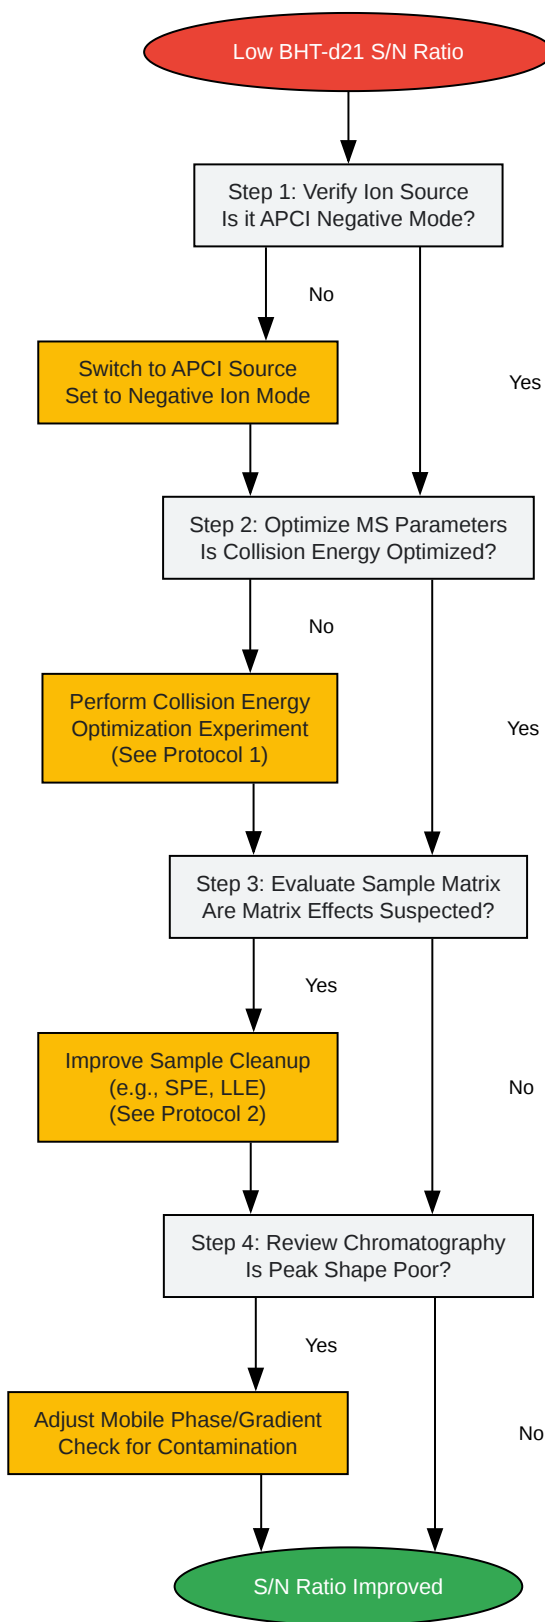 Low BHT-d21 S/N Ratio
Step 1: Verify Ion Source
Is it APCI Negative Mode?
No
Switch to APCI Source
Set to Negative Ion Mode
Yes
Step 2: Optimize MS Parameters
Is Collision Energy Optimized?
No
Perform Collision Energy
Optimization Experiment
(See Protocol 1)
Yes
Step 3: Evaluate Sample Matrix
Are Matrix Effects Suspected?
Yes
Improve Sample Cleanup
(e.g., SPE, LLE)
(See Protocol 2)
No
Step 4: Review Chromatography
Is Peak Shape Poor?
Yes
Adjust Mobile Phase/Gradient
Check for Contamination
No
S/N Ratio Improved